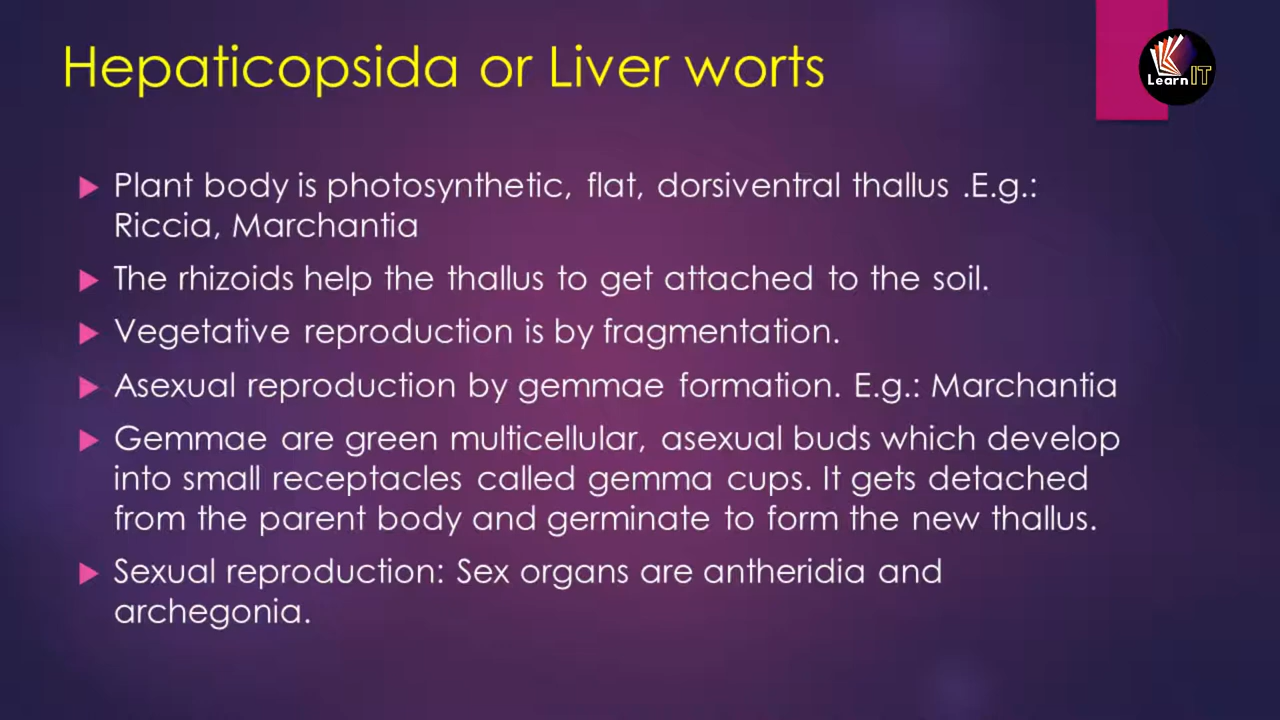 Hepaticopsida or Liver worts
Learn IT
Plant body is photosynthetic, flat, dorsiventral thallus .E.g.:
Riccia, Marchantia
The rhizoids help the thallus to get attached to the soil.
Vegetative reproduction is by fragmentation.
Asexual reproduction by gemmae formation. E.g.: Marchantia
Gemmae are green multicellular, asexual buds which develop
into small receptacles called gemma cups. It gets detached
from the parent body and germinate to form the new thallus.
Sexual reproduction: Sex organs are antheridia and
archegonia.